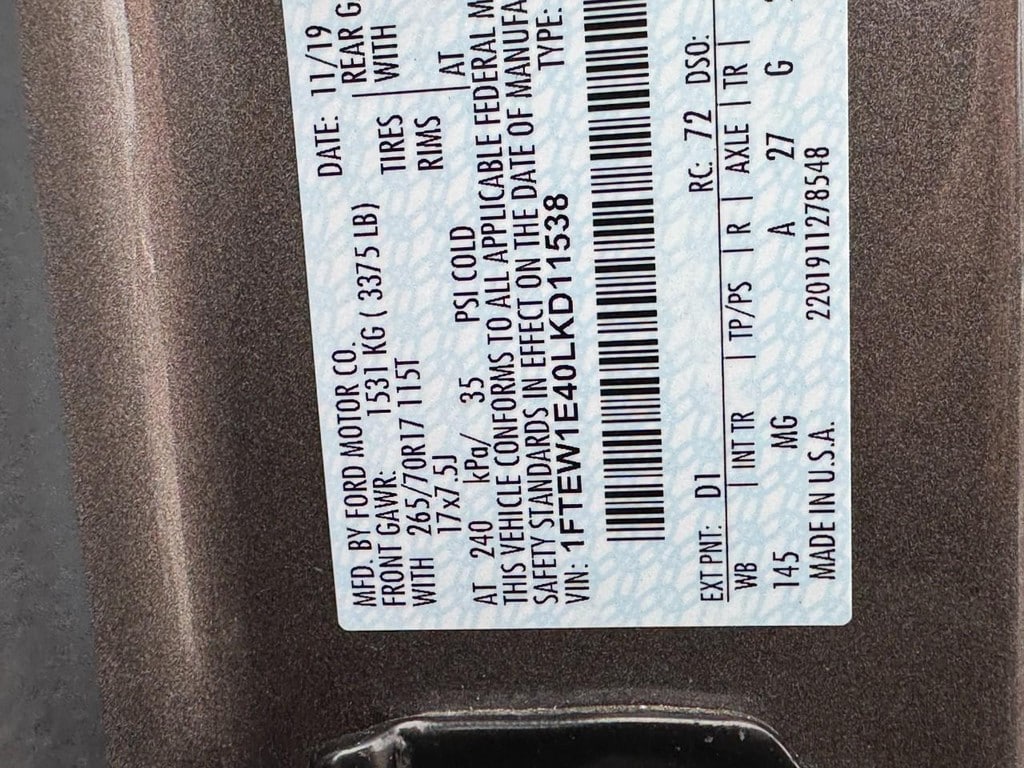 MFD. BY FORD MOTOR CO. DATE: 11/19
FRONT GAWR: 1531 KG ( 3375 LB) REAR G
WITH 265/70R17 115T TIRES WITH
17x7.5J RIMS
AT 240 kPa/ 35 PSI COLD AT
THIS VEHICLE CONFORMS TO ALL APPLICABLE FEDERAL M
SAFETY STANDARDS IN EFFECT ON THE DATE OF MANUFA
VIN: 1FTEW1E40LKD11538 TYPE:
EXT PNT: D1 RC: 72 DSO:
WB | INT TR | TP/PS | R | AXLE | TR |
145 MG A 27 G
MADE IN U.S.A. 2201911278548